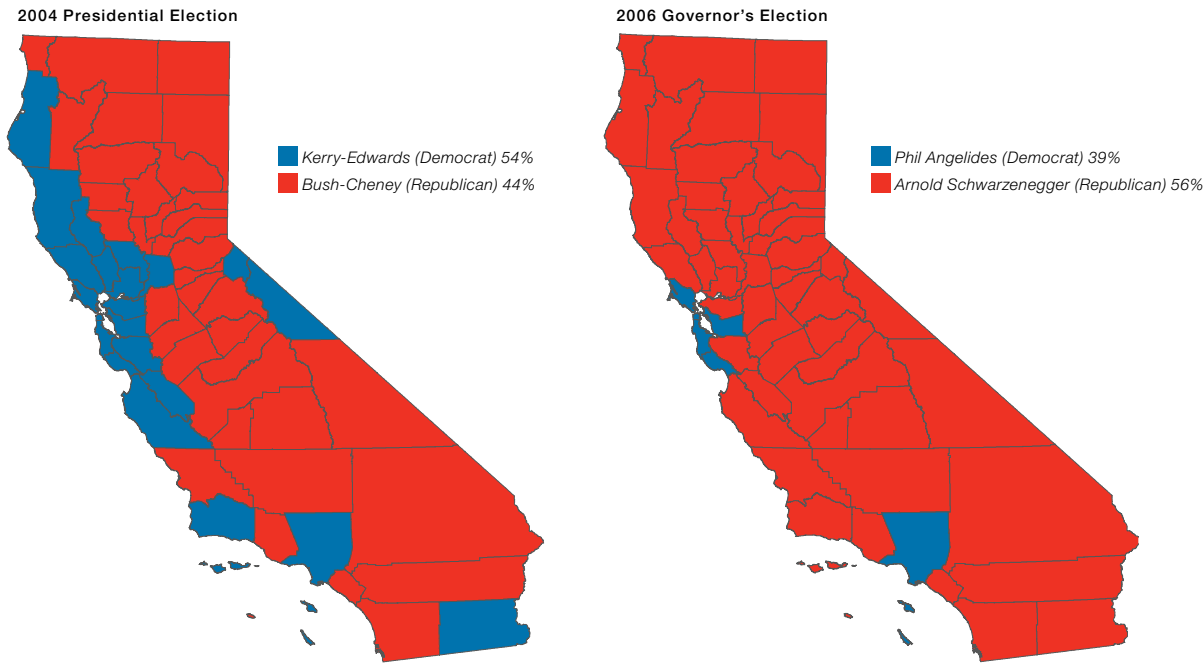 2004 Presidential Election
Kerry-Edwards (Democrat) 54%
Bush-Cheney (Republican) 44%
2006 Governor’s Election
Phil Angelides (Democrat) 39%
Arnold Schwarzenegger (Republican) 56%